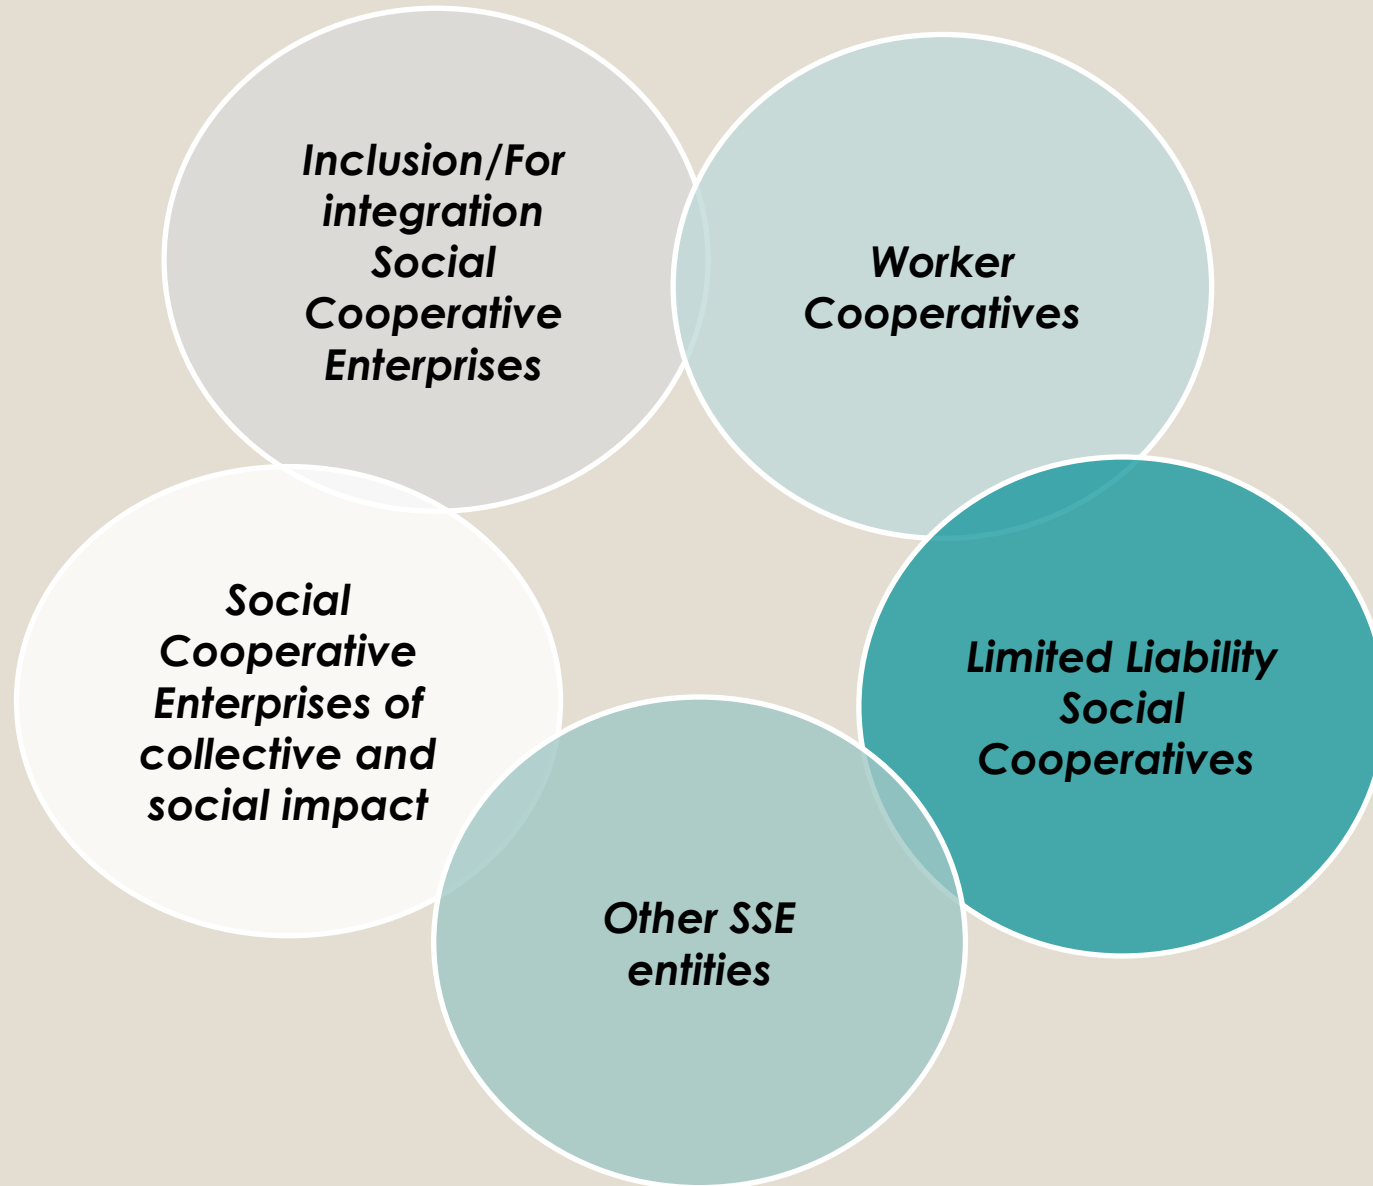 Inclusion/For
integration
Social
Cooperative
Enterprises
Worker
Cooperatives
Social
Cooperative
Enterprises of
collective and
social impact
Limited Liability
Social
Cooperatives
Other SSE
entities